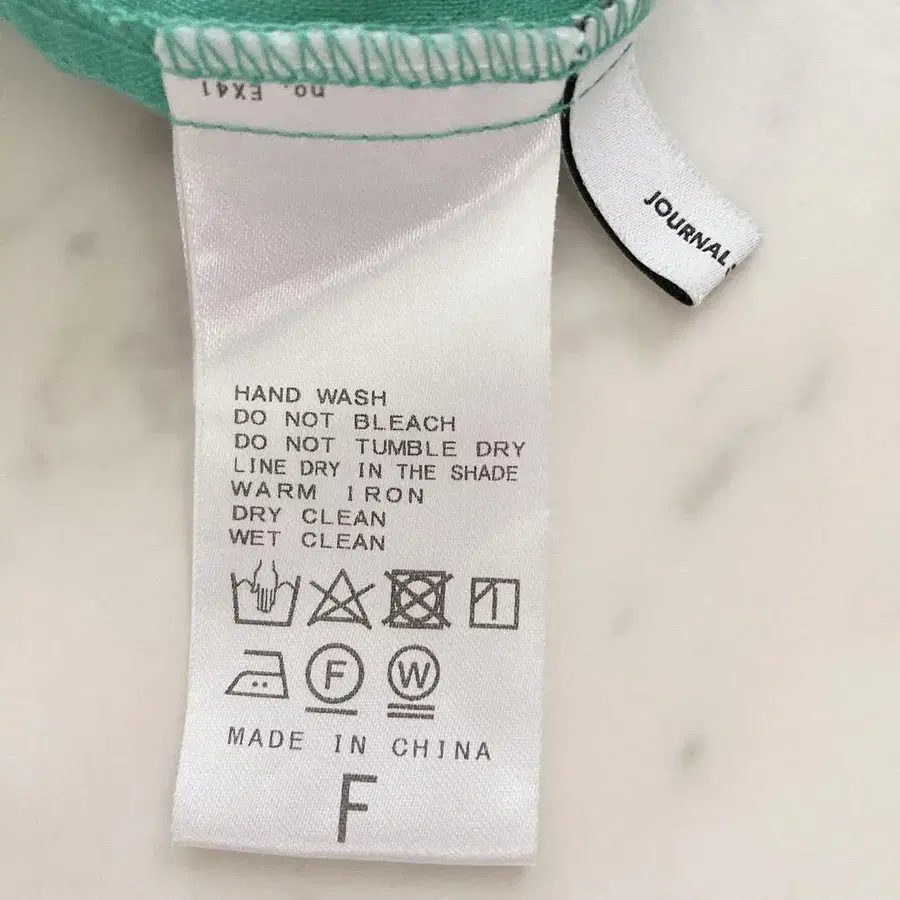 no. EX41
JOURNAL
HAND WASH
DO NOT BLEACH
DO NOT TUMBLE DRY
LINE DRY IN THE SHADE
WARM IRON
DRY CLEAN
WET CLEAN
F W
MADE IN CHINA
F